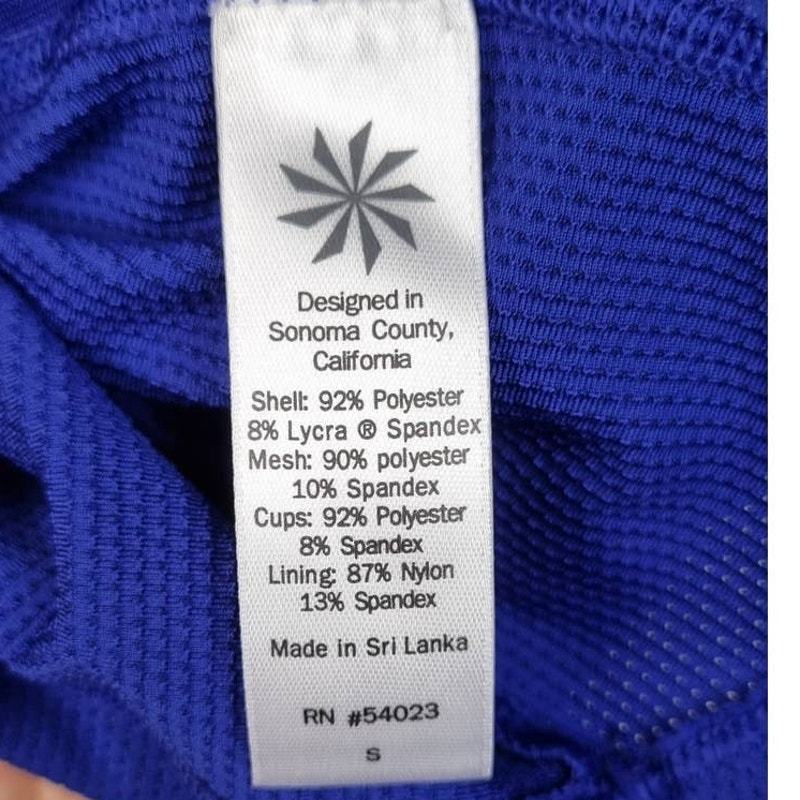 Designed in
Sonoma County,
California
Shell: 92% Polyester
8% Lycra ® Spandex
Mesh: 90% polyester
10% Spandex
Cups: 92% Polyester
8% Spandex
Lining: 87% Nylon
13% Spandex
Made in Sri Lanka
RN #54023
S